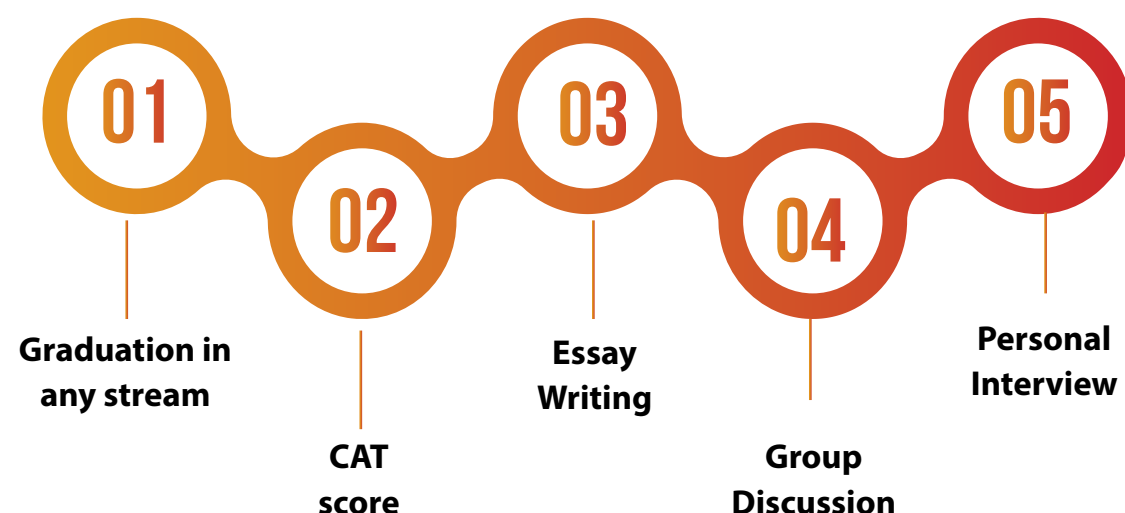 01
Graduation in
any stream
02
CAT
score
03
Essay
Writing
04
Group
Discussion
05
Personal
Interview